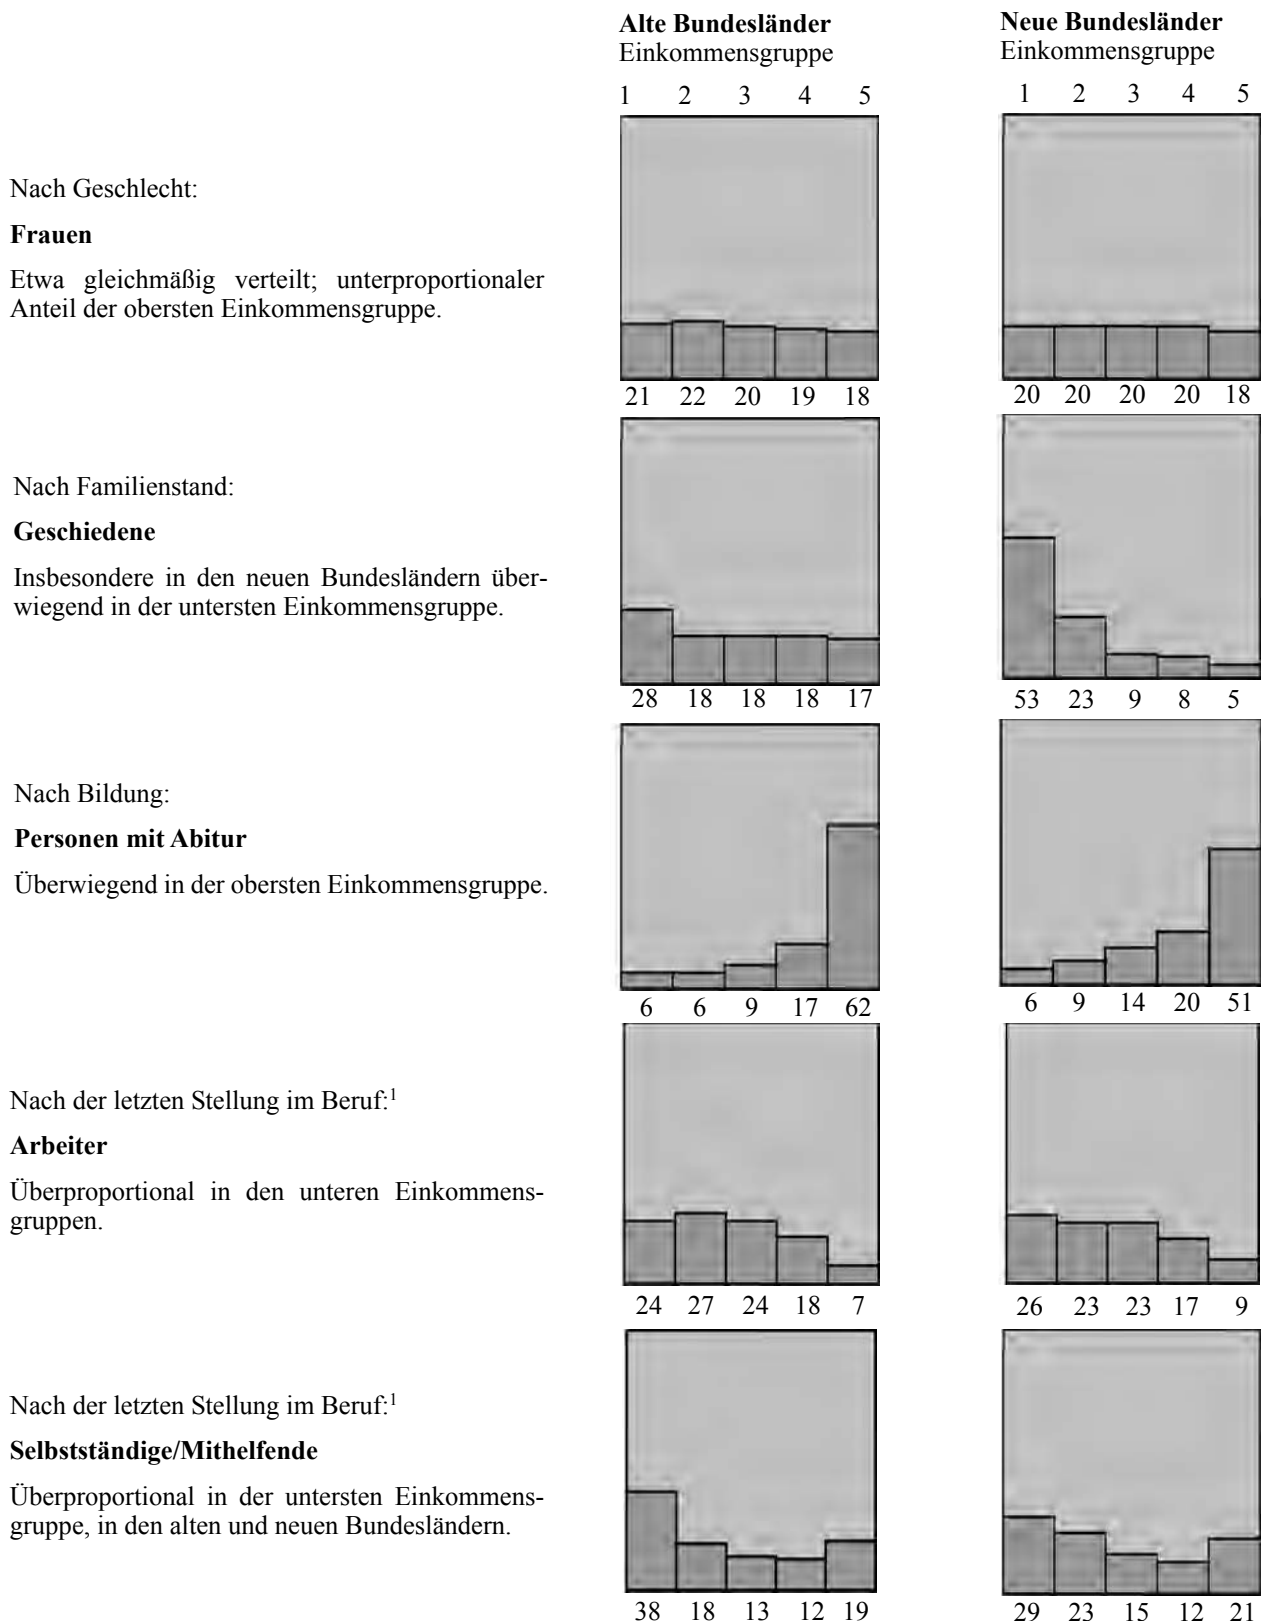 Alte Bundesländer
Einkommensgruppe
Neue Bundesländer
Einkommensgruppe
1 2 3 4 5
1 2 3 4 5
Nach Geschlecht:
Frauen
Etwa gleichmäßig verteilt; unterproportionaler
Anteil der obersten Einkommensgruppe.
21 22 20 19 18
20 20 20 20 18
Nach Familienstand:
Geschiedene
Insbesondere in den neuen Bundesländern über-
wiegend in der untersten Einkommensgruppe.
28 18 18 18 17
53 23 9 8 5
Nach Bildung:
Personen mit Abitur
Überwiegend in der obersten Einkommensgruppe.
6 6 9 17 62
6 9 14 20 51
Nach der letzten Stellung im Beruf:1
Arbeiter
Überproportional in den unteren Einkommens-
gruppen.
24 27 24 18 7
26 23 23 17 9
Nach der letzten Stellung im Beruf:1
Selbstständige/Mithelfende
Überproportional in der untersten Einkommens-
gruppe, in den alten und neuen Bundesländern.
38 18 13 12 19
29 23 15 12 21